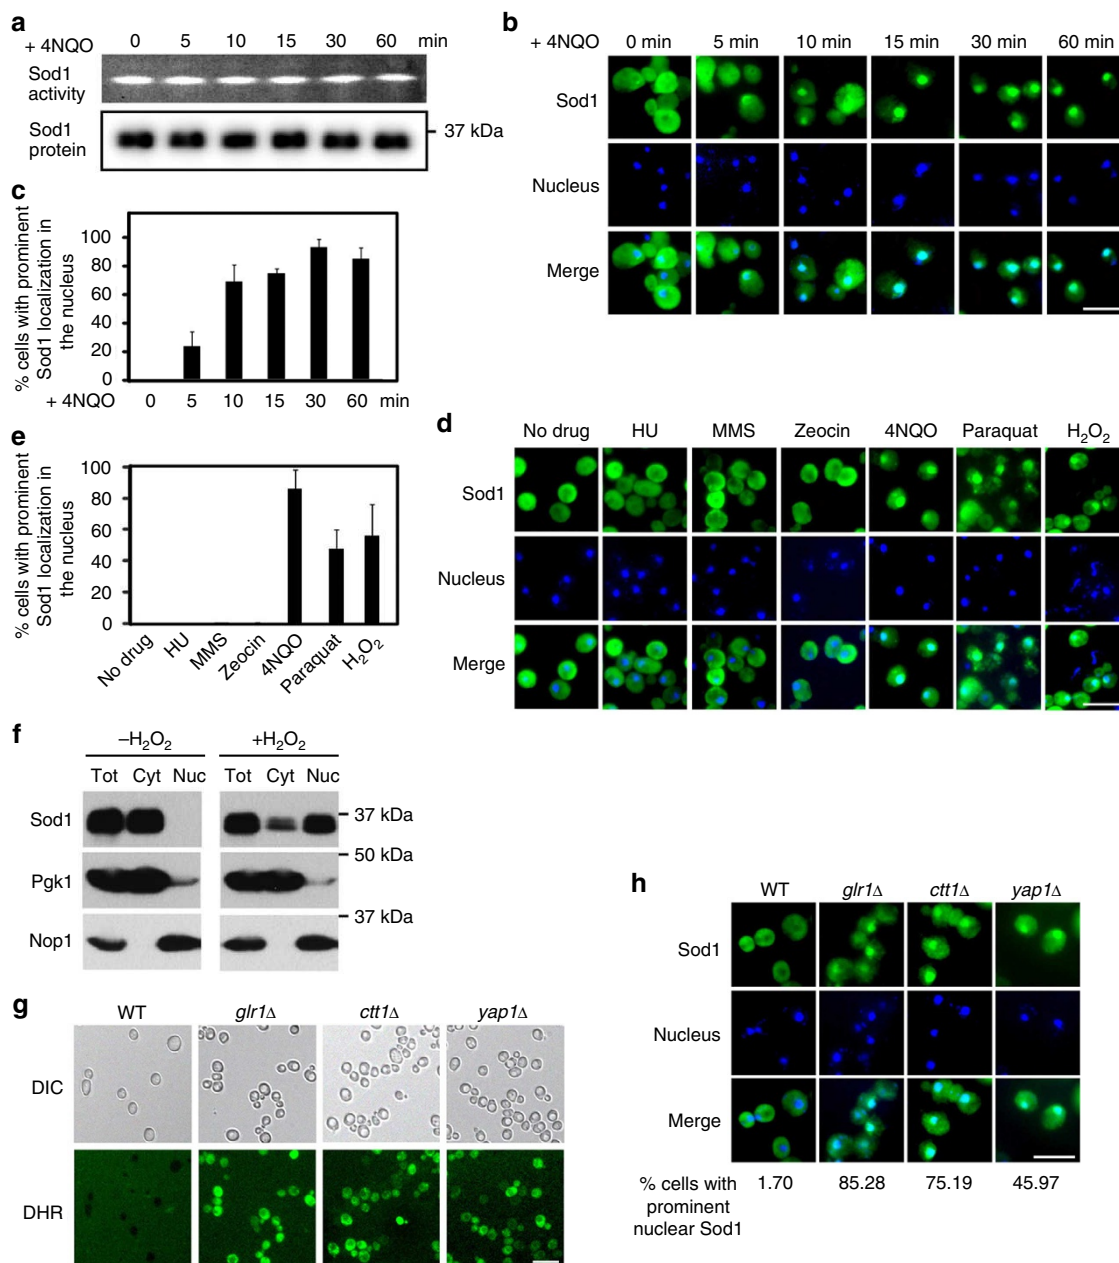 a
+ 4NQO 0 5 10 15 30 60 min
Sod1
activity
Sod1
protein
37 kDa
b
+ 4NQO 0 min 5 min 10 min 15 min 30 min 60 min
Sod1
Nucleus
Merge
c
% cells with prominent
Sod1 localization in
the nucleus
100
80
60
40
20
0
+ 4NQO 0 5 10 15 30 60 min
d
No drug HU MMS Zeocin 4NQO Paraquat H₂O₂
Sod1
Nucleus
Merge
e
% cells with prominent
Sod1 localization in
the nucleus
100
80
60
40
20
0
No drug HU MMS Zeocin 4NQO Paraquat H₂O₂
f
–H₂O₂ +H₂O₂
Tot Cyt Nuc Tot Cyt Nuc
Sod1 37 kDa
50 kDa
Pgk1
37 kDa
Nop1
g
WT glr1Δ ctt1Δ yap1Δ
DIC
DHR
h
WT glr1Δ ctt1Δ yap1Δ
Sod1
Nucleus
Merge
% cells with
prominent
nuclear Sod1
1.70 85.28 75.19 45.97